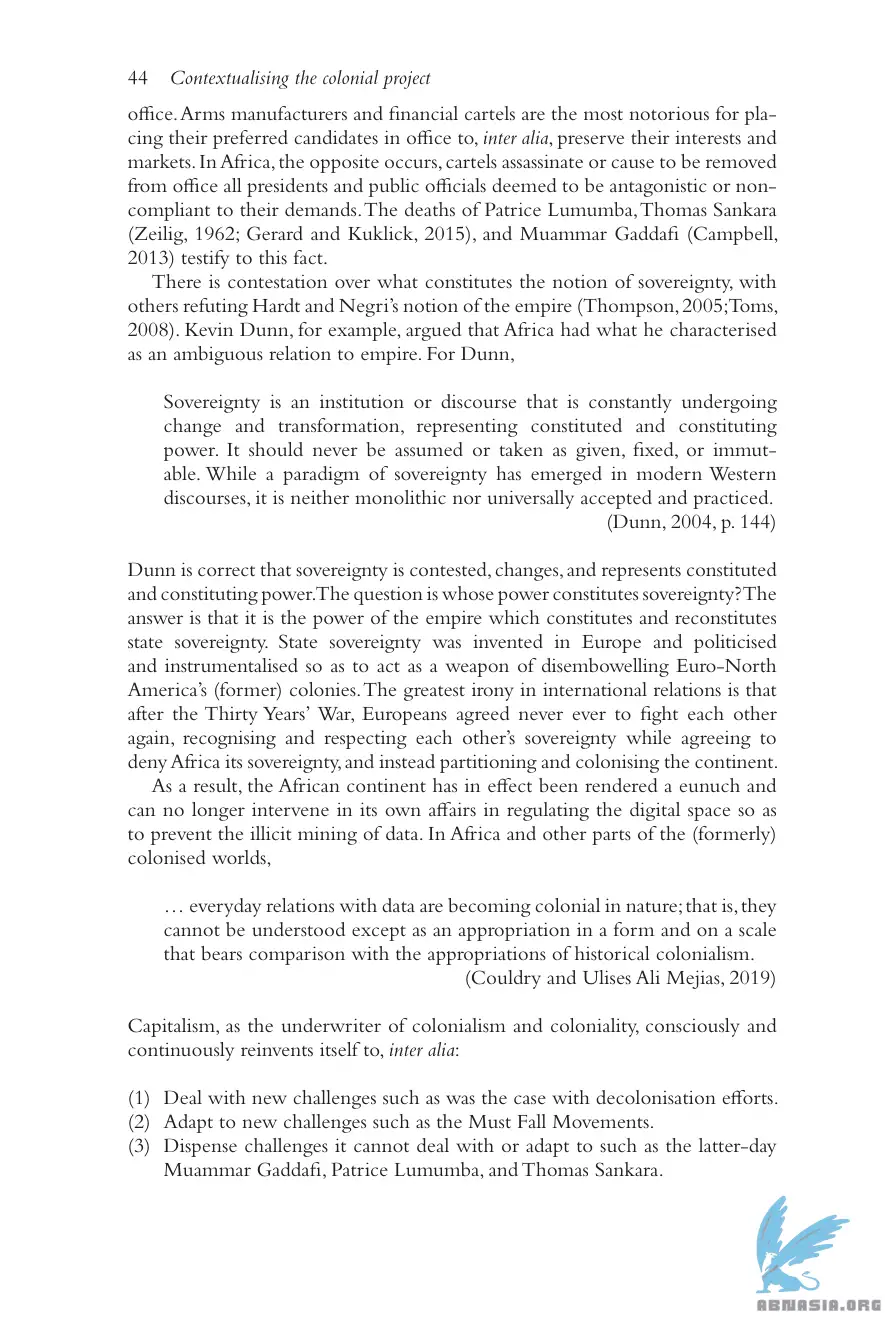 44 Contextualising the colonial project
office. Arms manufacturers and financial cartels are the most notorious for pla-
cing their preferred candidates in office to, inter alia, preserve their interests and
markets. In Africa, the opposite occurs, cartels assassinate or cause to be removed
from office all presidents and public officials deemed to be antagonistic or non-
compliant to their demands. The deaths of Patrice Lumumba, Thomas Sankara
(Zeilig, 1962; Gerard and Kuklick, 2015), and Muammar Gaddafi (Campbell,
2013) testify to this fact.
There is contestation over what constitutes the notion of sovereignty, with
others refuting Hardt and Negri's notion of the empire (Thompson, 2005; Toms,
2008). Kevin Dunn, for example, argued that Africa had what he characterised
as an ambiguous relation to empire. For Dunn,
Sovereignty is an institution or discourse that is constantly undergoing
change and transformation, representing constituted and constituting
power. It should never be assumed or taken as given, fixed, or immut-
able. While a paradigm of sovereignty has emerged in modern Western
discourses, it is neither monolithic nor universally accepted and practiced.
(Dunn, 2004, p. 144)
Dunn is correct that sovereignty is contested, changes, and represents constituted
and constituting power. The question is whose power constitutes sovereignty? The
answer is that it is the power of the empire which constitutes and reconstitutes
state sovereignty. State sovereignty was invented in Europe and politicised
and instrumentalised so as to act as a weapon of disembowelling Euro-North
America's (former) colonies. The greatest irony in international relations is that
after the Thirty Years' War, Europeans agreed never ever to fight each other
again, recognising and respecting each other's sovereignty while agreeing to
deny Africa its sovereignty, and instead partitioning and colonising the continent.
As a result, the African continent has in effect been rendered a eunuch and
can no longer intervene in its own affairs in regulating the digital space so as
to prevent the illicit mining of data. In Africa and other parts of the (formerly)
colonised worlds,
… everyday relations with data are becoming colonial in nature; that is, they
cannot be understood except as an appropriation in a form and on a scale
that bears comparison with the appropriations of historical colonialism.
(Couldry and Ulises Ali Mejias, 2019)
Capitalism, as the underwriter of colonialism and coloniality, consciously and
continuously reinvents itself to, inter alia:
(1) Deal with new challenges such as was the case with decolonisation efforts.
(2) Adapt to new challenges such as the Must Fall Movements.
(3) Dispense challenges it cannot deal with or adapt to such as the latter-day
Muammar Gaddafi, Patrice Lumumba, and Thomas Sankara.
ABNASIA.ORG